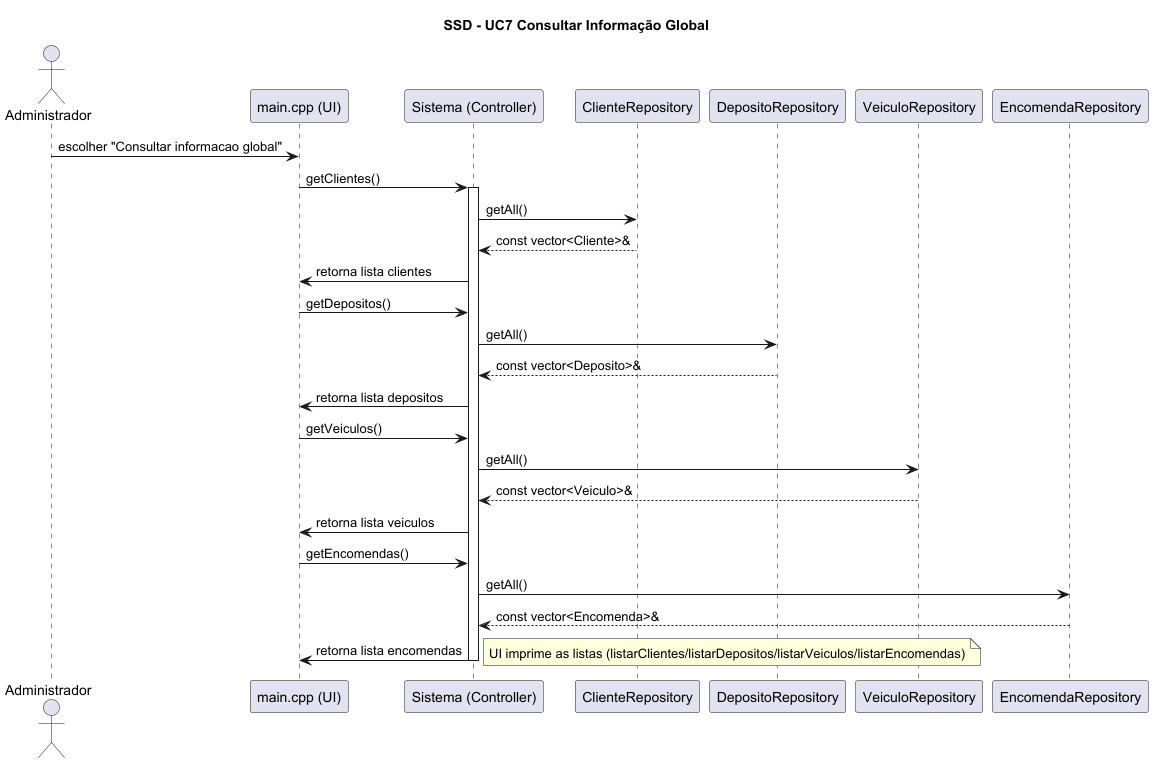 SSD - UC7 Consultar Informação Global
Administrador
main.cpp (UI)
Sistema (Controller)
ClienteRepository
DepositoRepository
VeiculoRepository
EncomendaRepository
escolher "Consultar informacao global"
getClientes()
getAll()
const vector<Cliente>&
retorna lista clientes
getDepositos()
getAll()
const vector<Deposito>&
retorna lista depositos
getVeiculos()
getAll()
const vector<Veiculo>&
retorna lista veiculos
getEncomendas()
getAll()
const vector<Encomenda>&
retorna lista encomendas
UI imprime as listas (listarClientes/listarDepositos/listarVeiculos/listarEncomendas)
Administrador
main.cpp (UI)
Sistema (Controller)
ClienteRepository
DepositoRepository
VeiculoRepository
EncomendaRepository